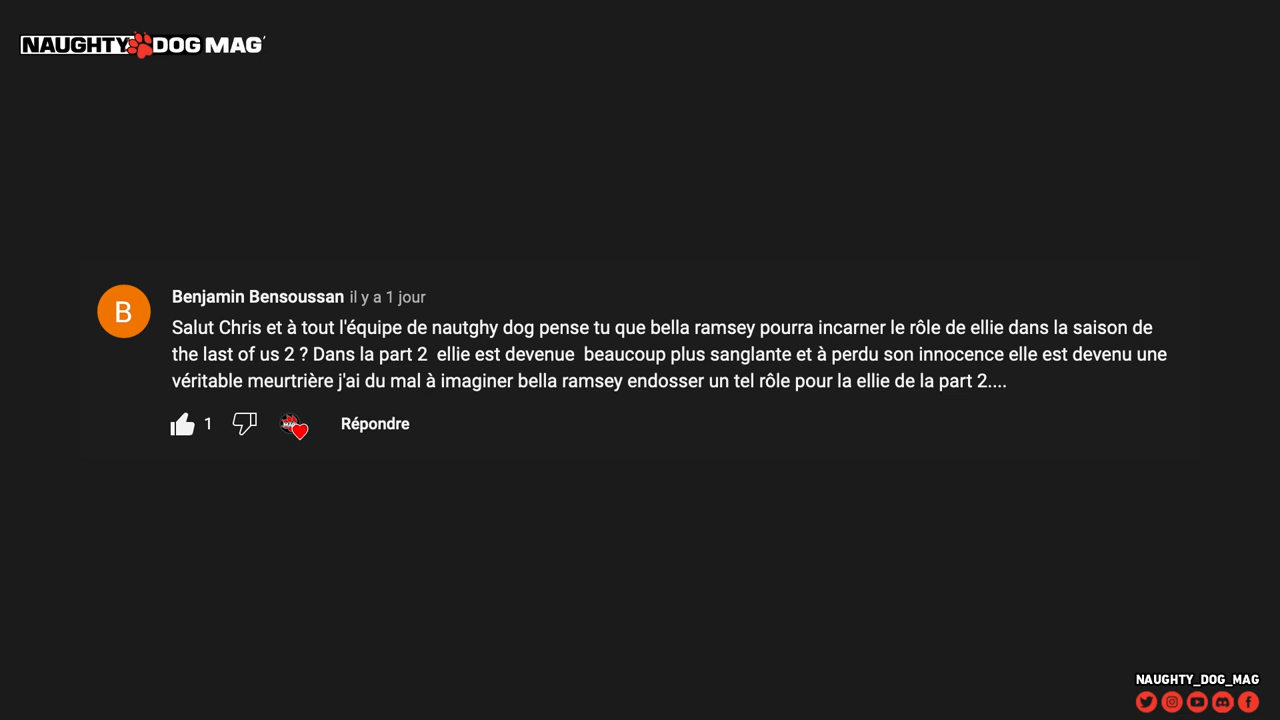 NAUGHTY DOG MAG
B
Benjamin Bensoussan il y a 1 jour
Salut Chris et à tout l'équipe de nautghy dog pense tu que bella ramsey pourra incarner le rôle de ellie dans la saison de
the last of us 2 ? Dans la part 2  ellie est devenue  beaucoup plus sanglante et à perdu son innocence elle est devenu une
véritable meurtrière j'ai du mal à imaginer bella ramsey endosser un tel rôle pour la ellie de la part 2....
1 Répondre
NAUGHTY_DOG_MAG